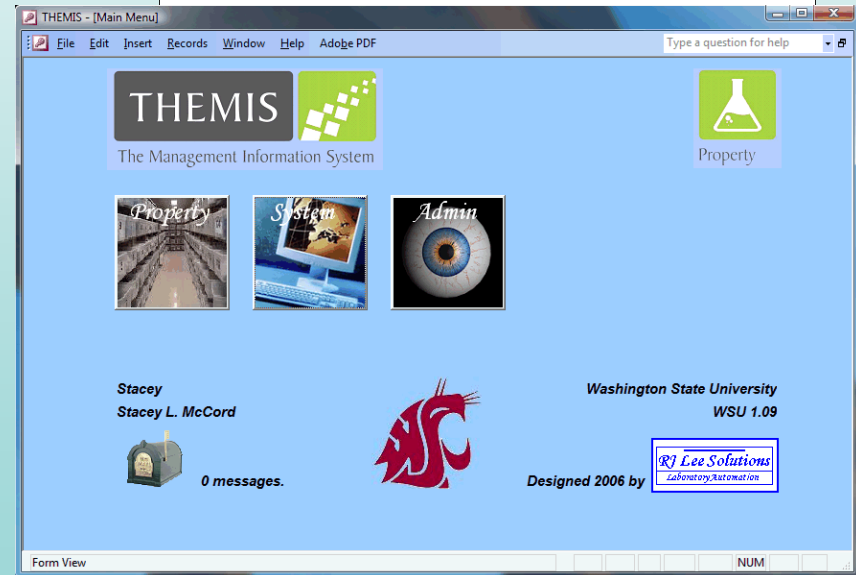 THEMIS - [Main Menu]
File Edit Insert Records Window Help Adobe PDF
Type a question for help
THEMIS
The Management Information System
Property
Property
System
Admin
Stacey
Stacey L. McCord
Washington State University
WSU 1.09
WSC
0 messages.
Designed 2006 by
RJ Lee Solutions
Laboratory Automation
Form View
NUM